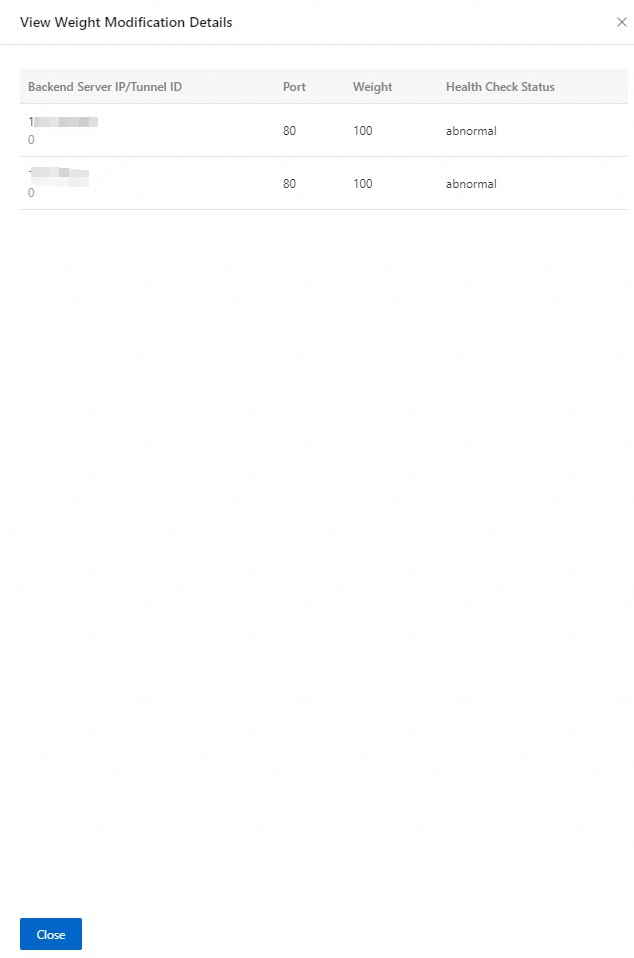 View Weight Modification Details
Backend Server IP/Tunnel ID Port Weight Health Check Status
0 80 100 abnormal
0 80 100 abnormal
Close